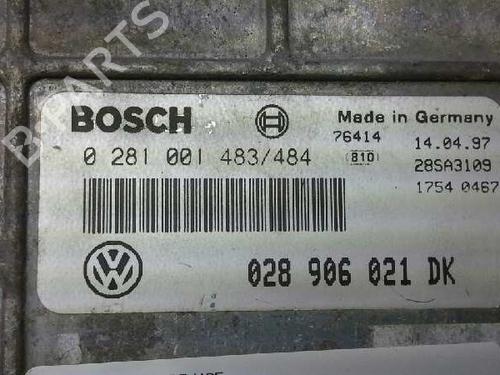 B-PARTS
BOSCH
Made in Germany
0 281 001 483/484
76414
14.04.97
810
28SA3109
1754 0467
028 906 021 DK